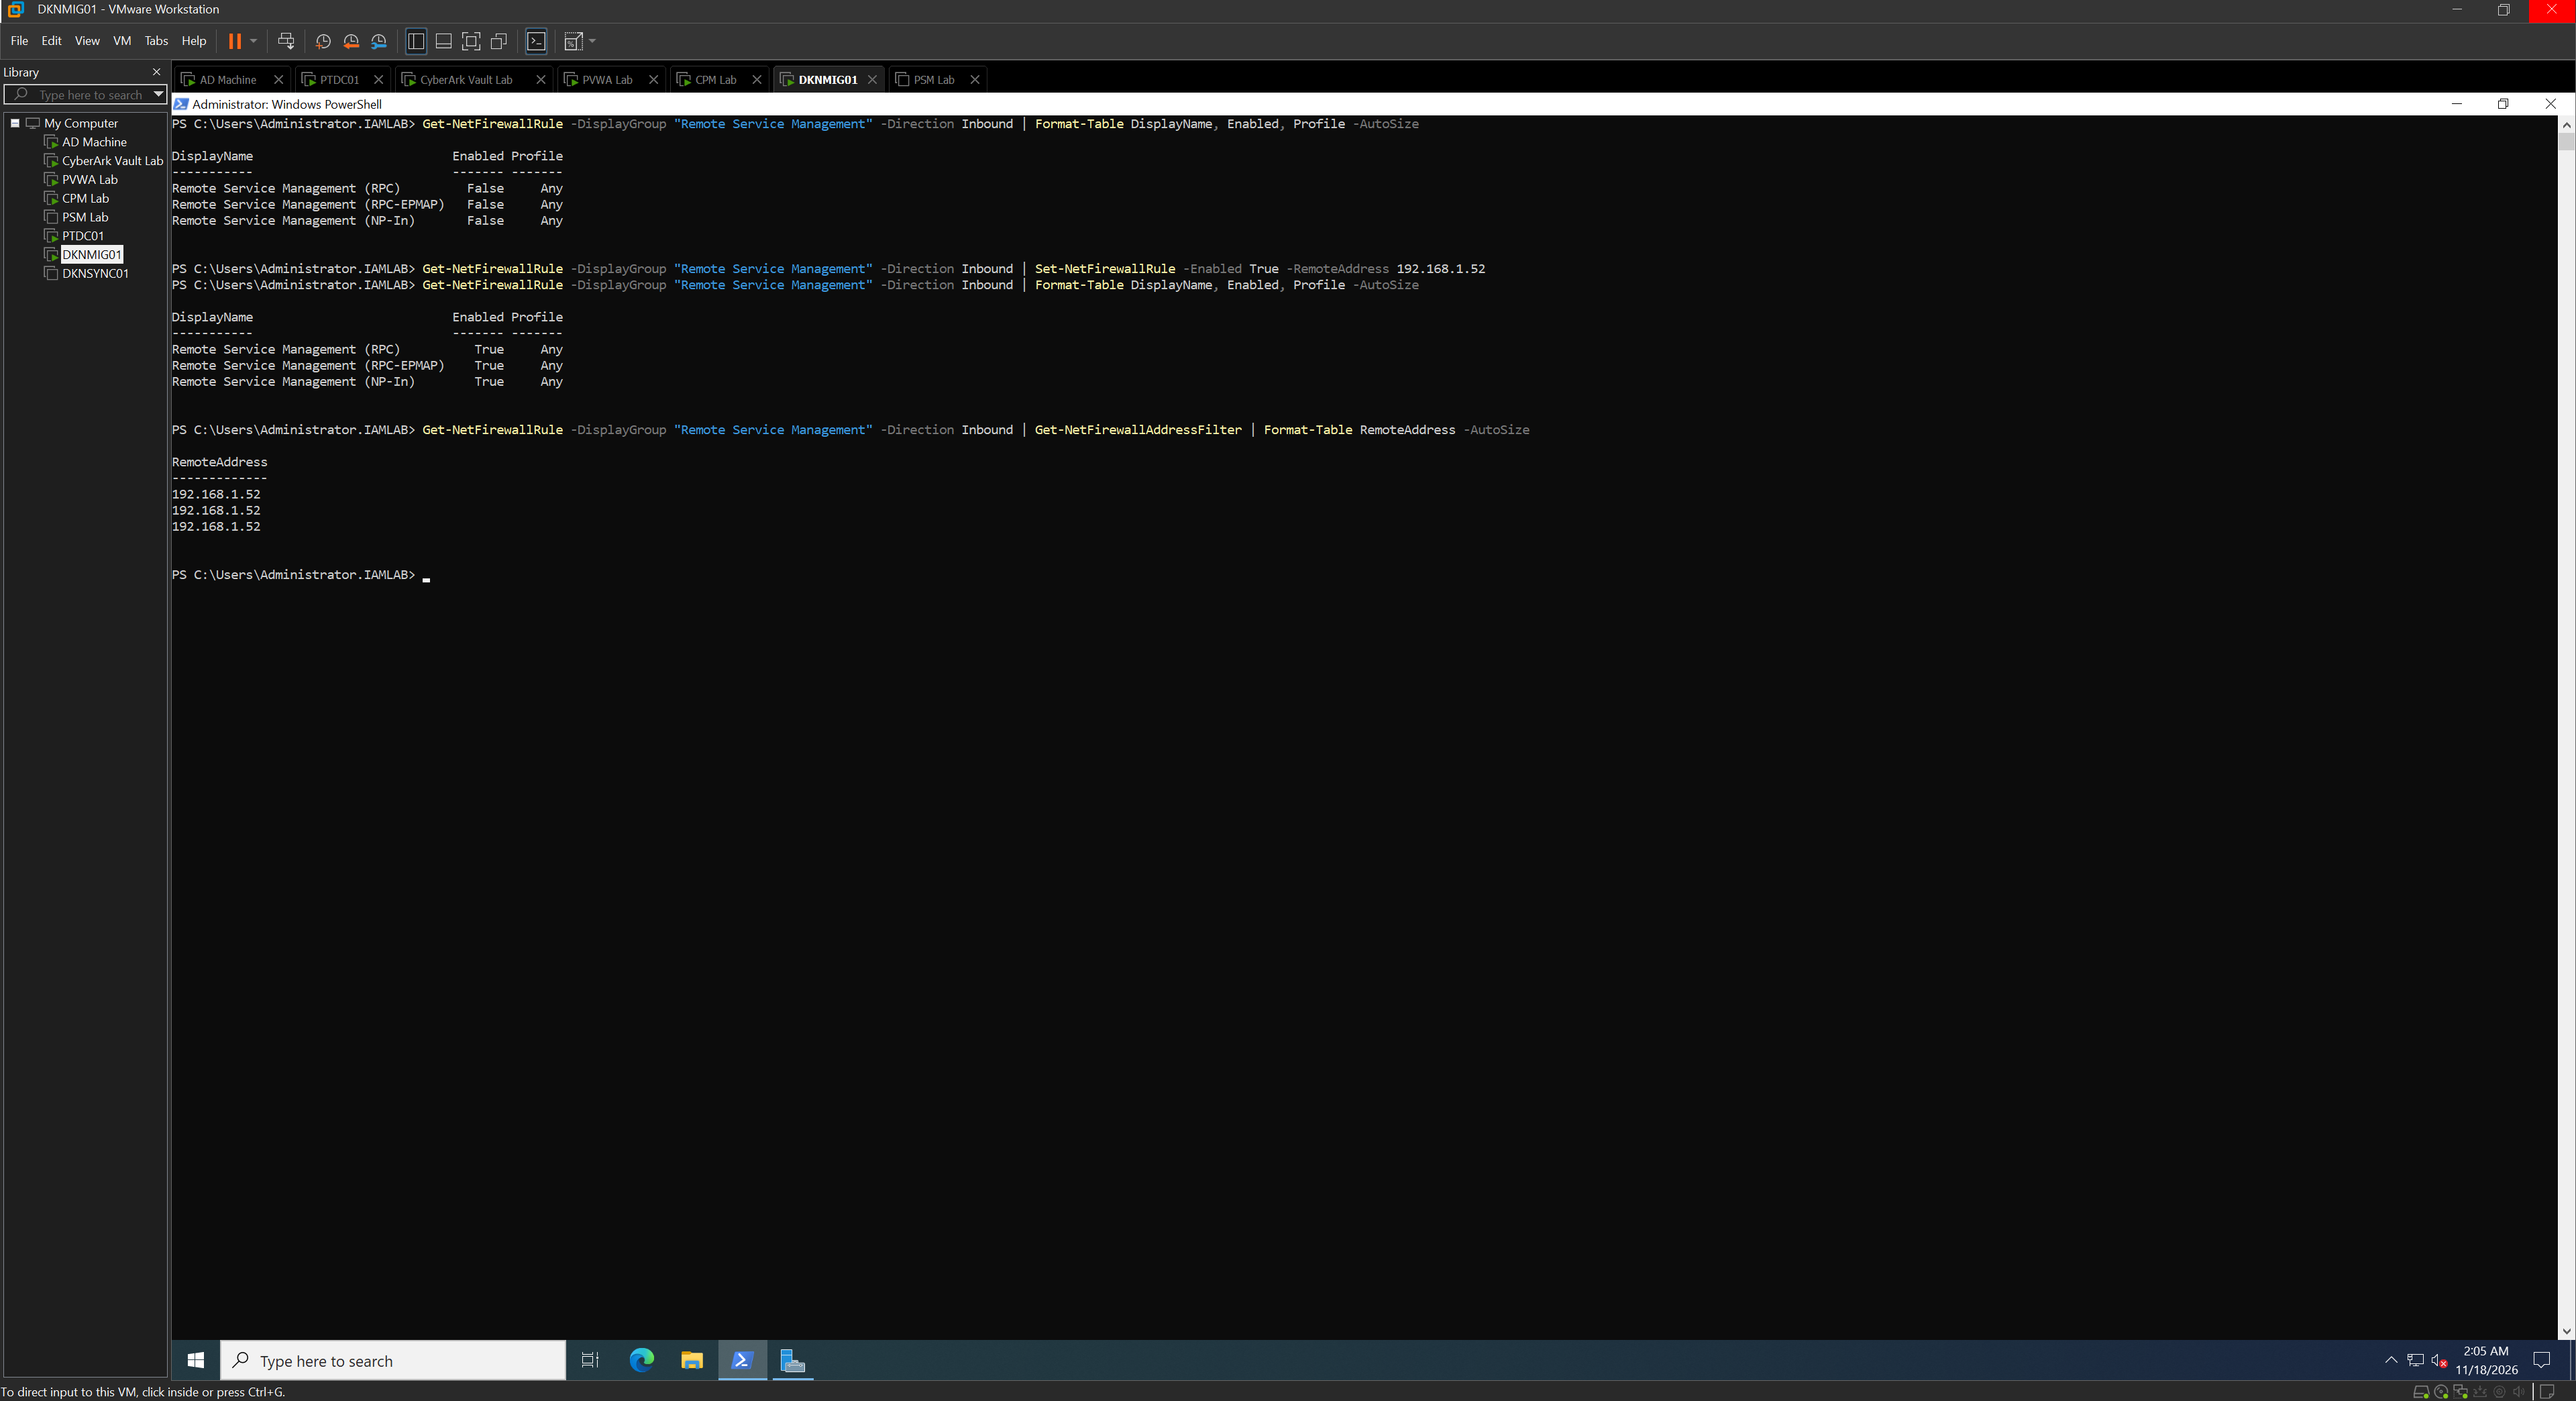 DKNMIG01 - VMware Workstation
File Edit View VM Tabs Help
Library
Type here to search
My Computer
AD Machine
CyberArk Vault Lab
PVWA Lab
CPM Lab
PSM Lab
PTDC01
DKNMIG01
DKNSYNC01
AD Machine PTDC01 CyberArk Vault Lab PVWA Lab CPM Lab DKNMIG01 PSM Lab
Administrator: Windows PowerShell
PS C:\Users\Administrator.IAMLAB> Get-NetFirewallRule -DisplayGroup "Remote Service Management" -Direction Inbound | Format-Table DisplayName, Enabled, Profile -AutoSize
DisplayName Enabled Profile
----------- ------- -------
Remote Service Management (RPC) False Any
Remote Service Management (RPC-EPMAP) False Any
Remote Service Management (NP-In) False Any
PS C:\Users\Administrator.IAMLAB> Get-NetFirewallRule -DisplayGroup "Remote Service Management" -Direction Inbound | Set-NetFirewallRule -Enabled True -RemoteAddress 192.168.1.52
PS C:\Users\Administrator.IAMLAB> Get-NetFirewallRule -DisplayGroup "Remote Service Management" -Direction Inbound | Format-Table DisplayName, Enabled, Profile -AutoSize
DisplayName Enabled Profile
----------- ------- -------
Remote Service Management (RPC) True Any
Remote Service Management (RPC-EPMAP) True Any
Remote Service Management (NP-In) True Any
PS C:\Users\Administrator.IAMLAB> Get-NetFirewallRule -DisplayGroup "Remote Service Management" -Direction Inbound | Get-NetFirewallAddressFilter | Format-Table RemoteAddress -AutoSize
RemoteAddress
-------------
192.168.1.52
192.168.1.52
192.168.1.52
PS C:\Users\Administrator.IAMLAB>
Type here to search
2:05 AM
11/18/2026
To direct input to this VM, click inside or press Ctrl+G.